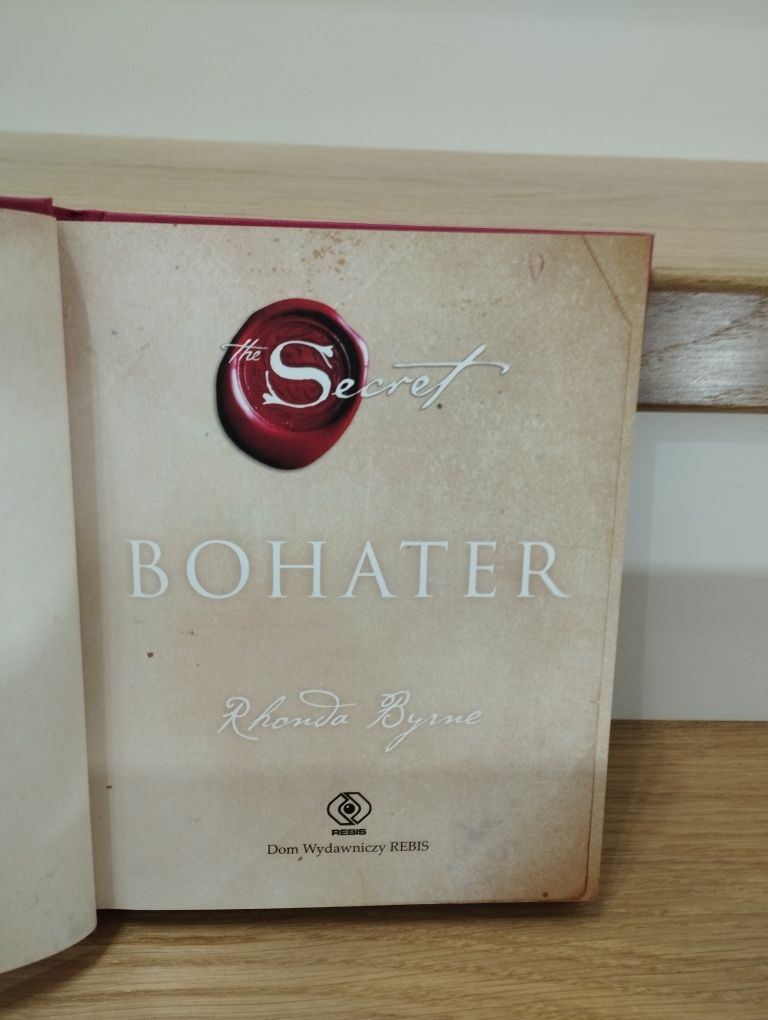 the Secret
BOHATER
Rhonda Byrne
REBIS
Dom Wydawniczy REBIS